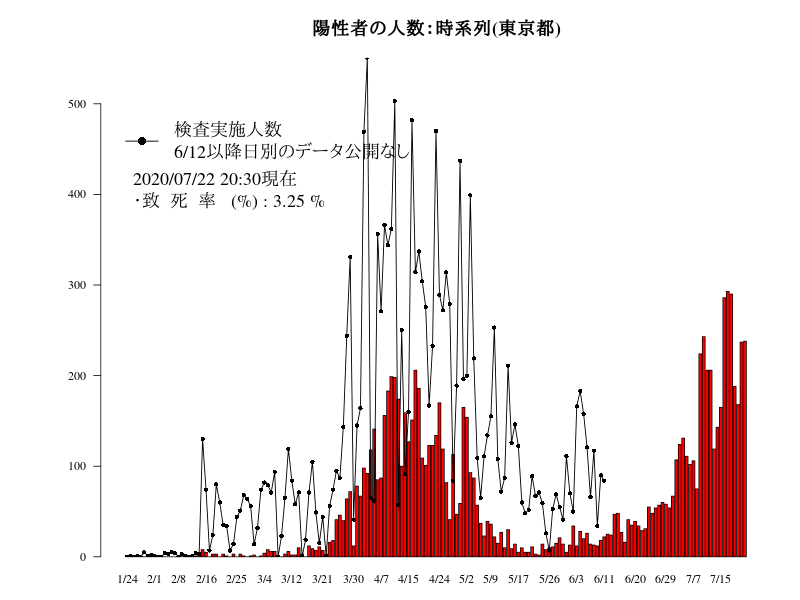 陽性者の人数：時系列(東京都)
500
400
300
200
100
0
検査実施人数
6/12以降日別のデータ公開なし
2020/07/22 20:30現在
・致 死 率 (%) : 3.25 %
1/24 2/1 2/8 2/16 2/25 3/4 3/12 3/21 3/30 4/7 4/15 4/24 5/2 5/9 5/17 5/26 6/3 6/11 6/20 6/29 7/7 7/15